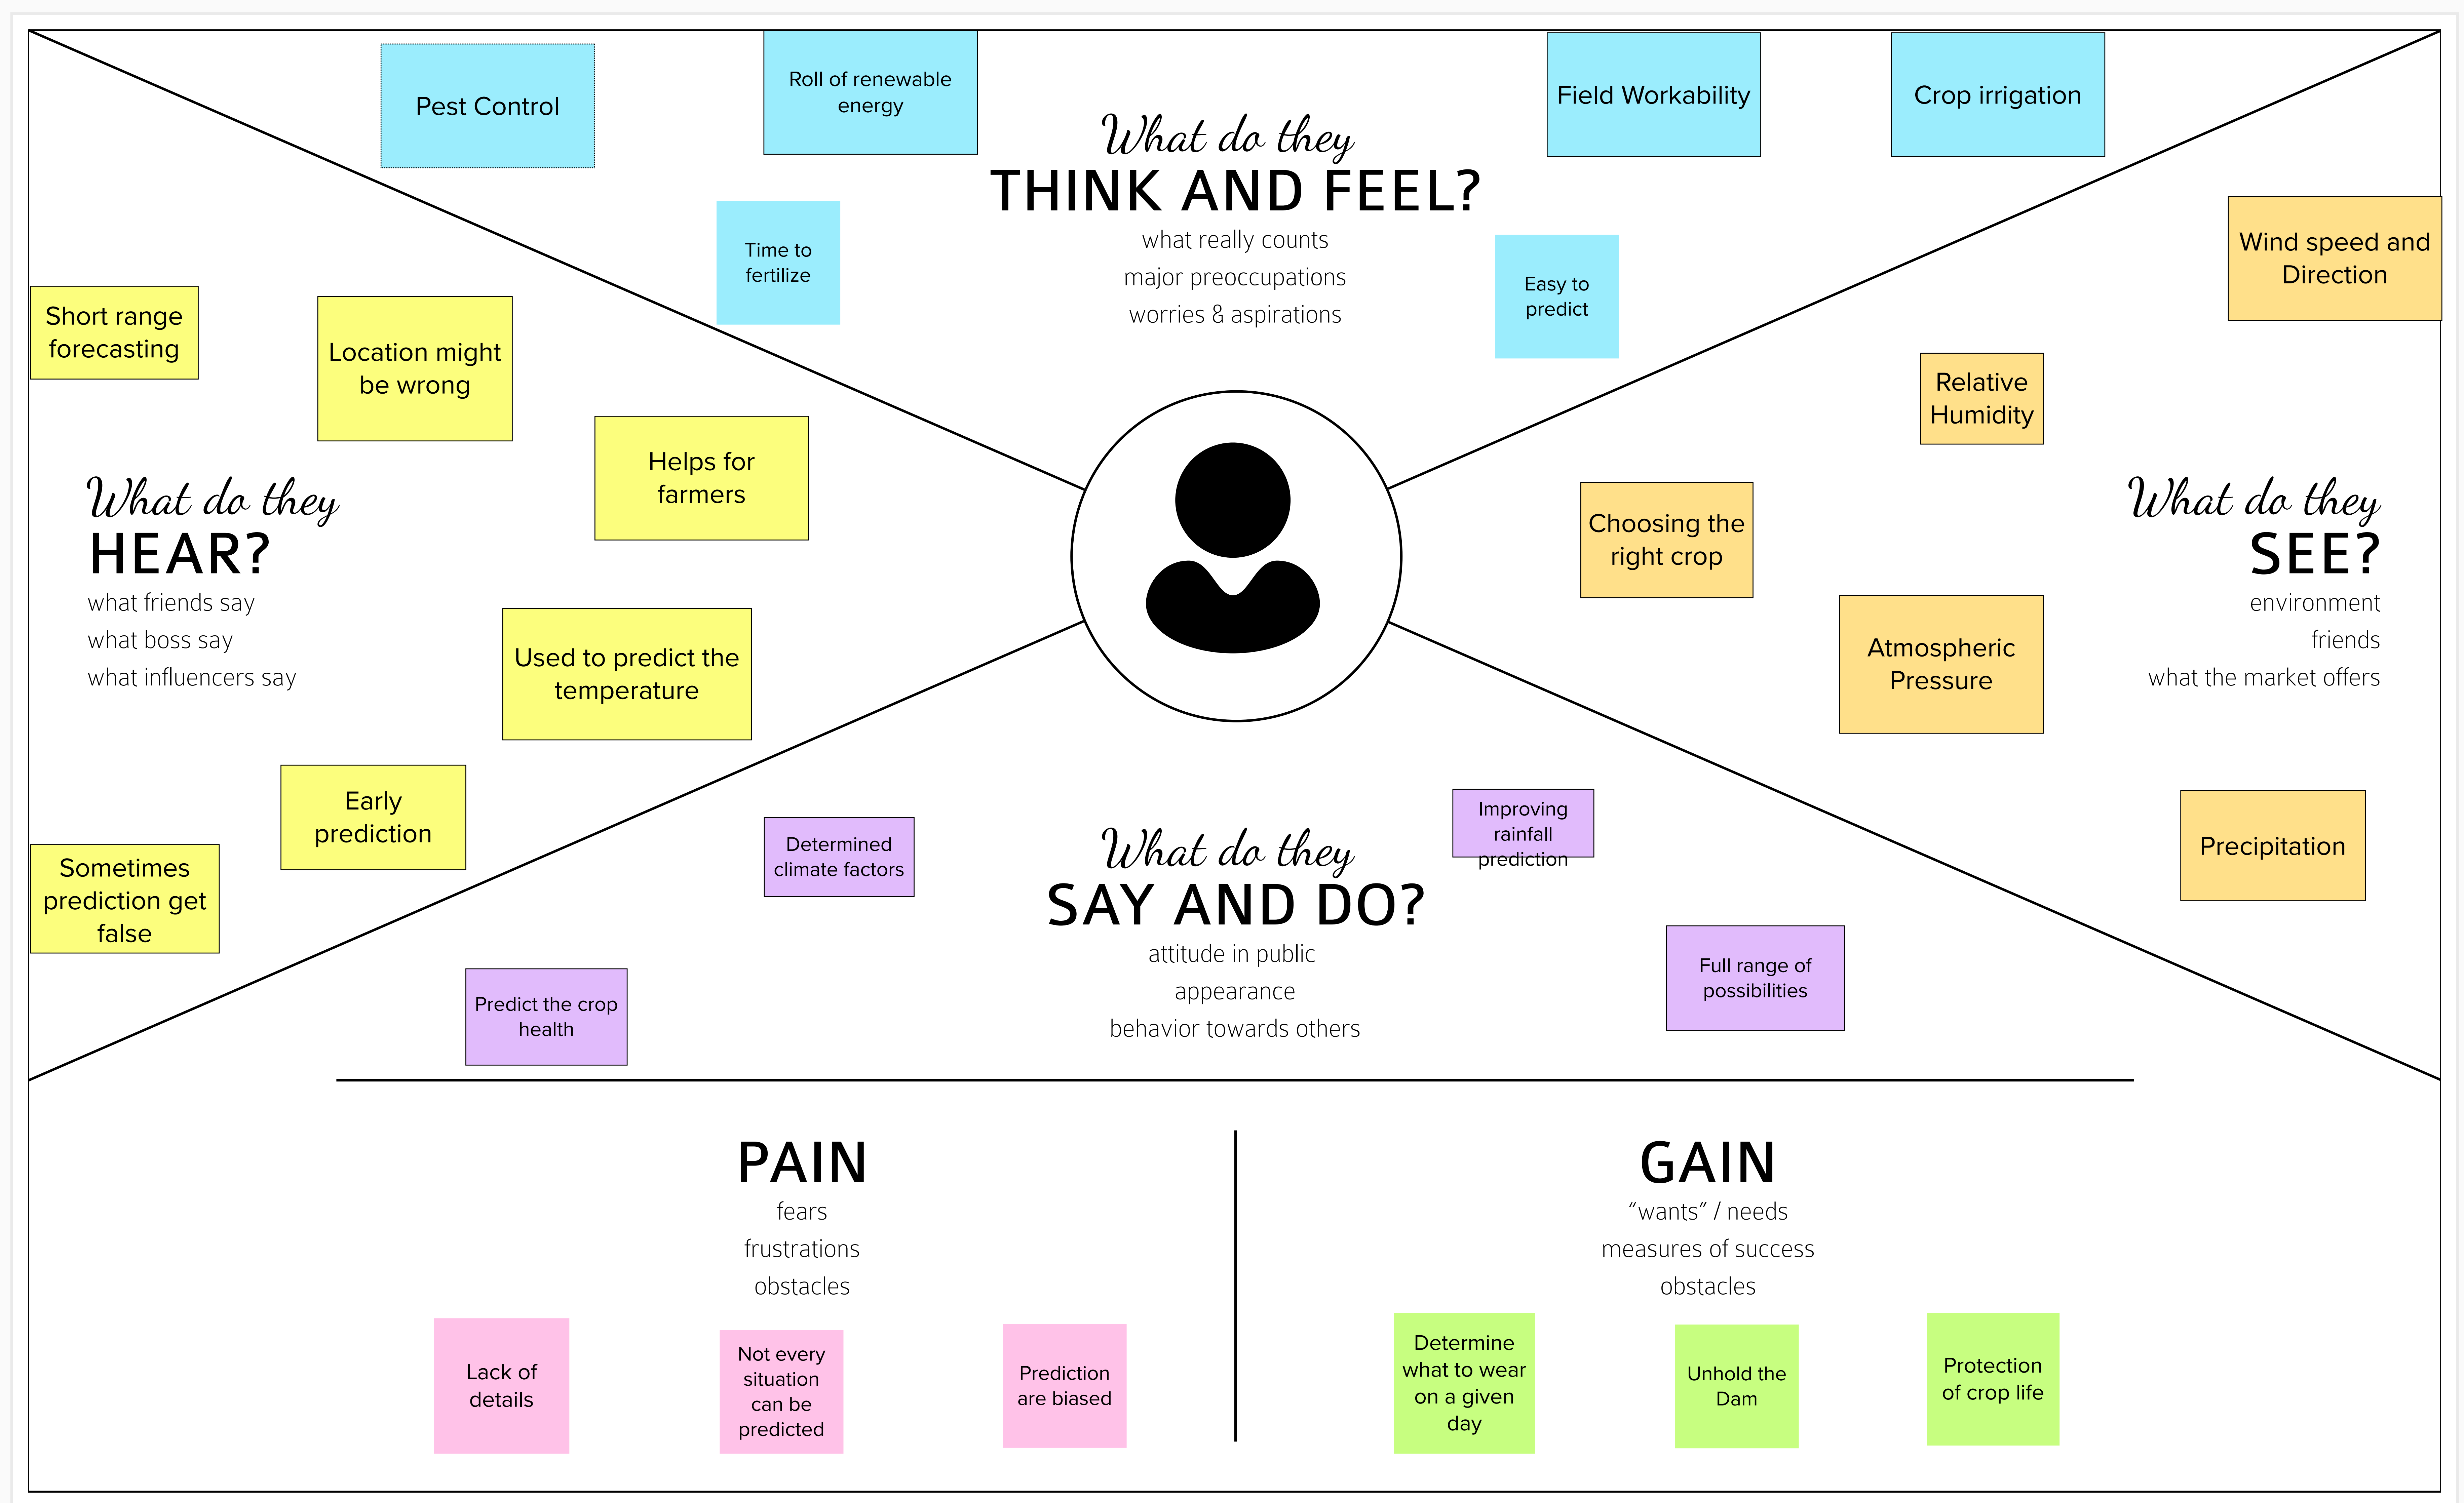 Pest Control
Roll of renewable
energy
Field Workability
Crop irrigation
What do they
THINK AND FEEL?
what really counts
major preoccupations
worries & aspirations
Time to
fertilize
Easy to
predict
Short range
forecasting
Location might
be wrong
Helps for
farmers
What do they
HEAR?
what friends say
what boss say
what influencers say
Used to predict the
temperature
Early
prediction
Sometimes
prediction get
false
Wind speed and
Direction
Relative
Humidity
Choosing the
right crop
What do they
SEE?
environment
friends
what the market offers
Atmospheric
Pressure
Precipitation
Determined
climate factors
What do they
SAY AND DO?
attitude in public
appearance
behavior towards others
Improving
rainfall
prediction
Predict the crop
health
Full range of
possibilities
PAIN
fears
frustrations
obstacles
Lack of
details
Not every
situation
can be
predicted
Prediction
are biased
GAIN
“wants” / needs
measures of success
obstacles
Determine
what to wear
on a given
day
Unhold the
Dam
Protection
of crop life